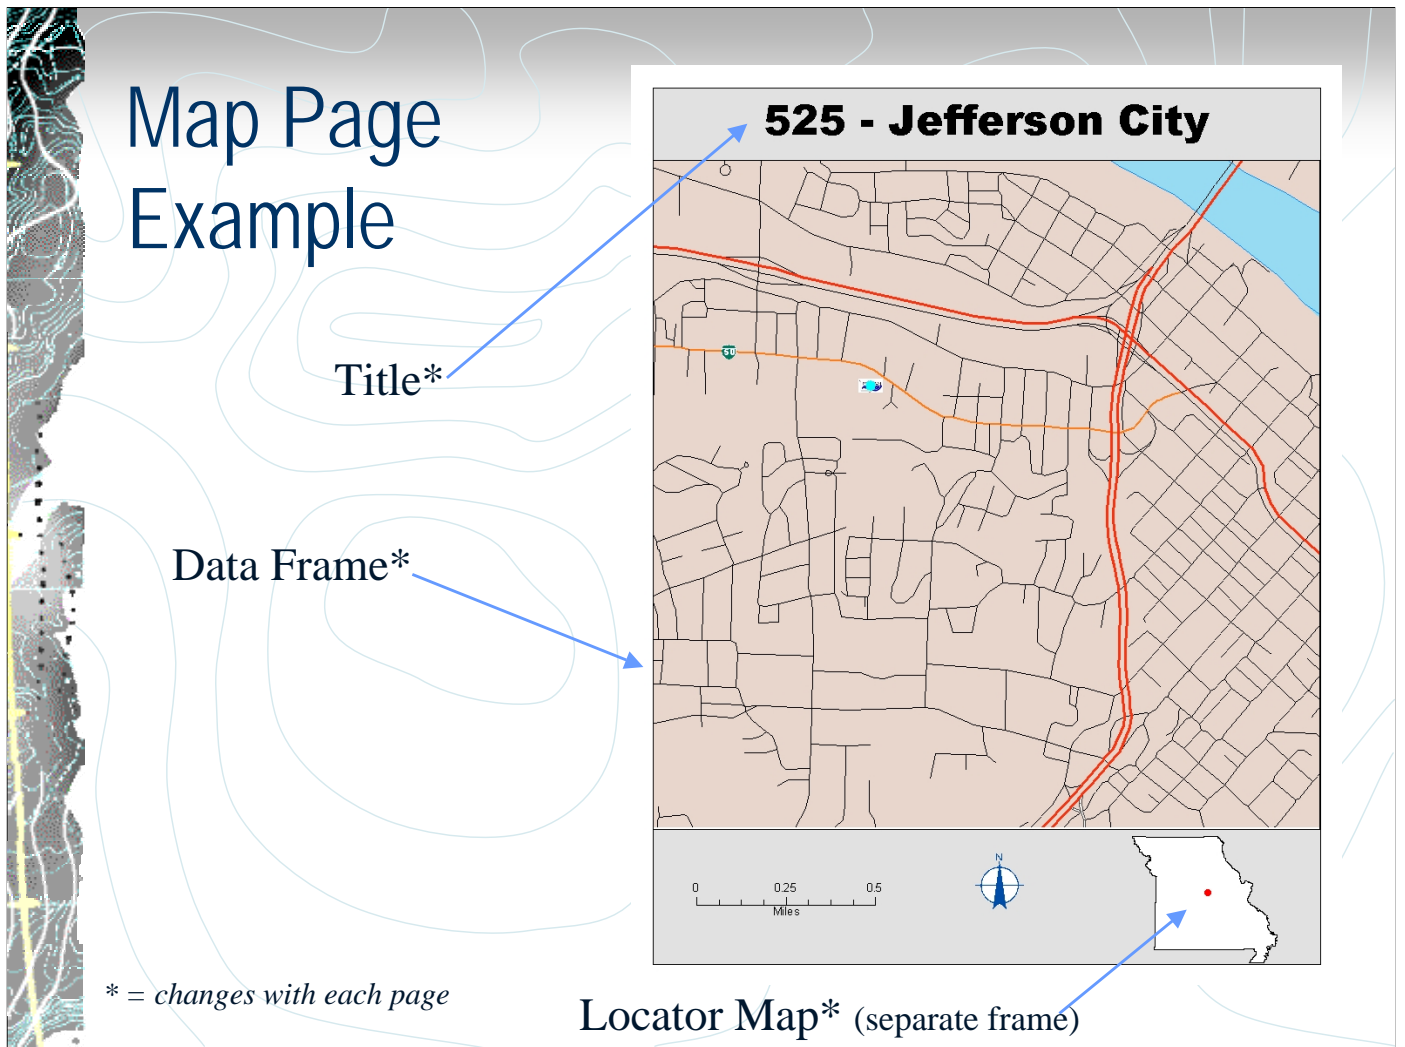 Map Page
Example
525 - Jefferson City
50
Title*
Data Frame*
N
0 0.25 0.5
Miles
* = changes with each page
Locator Map* (separate frame)